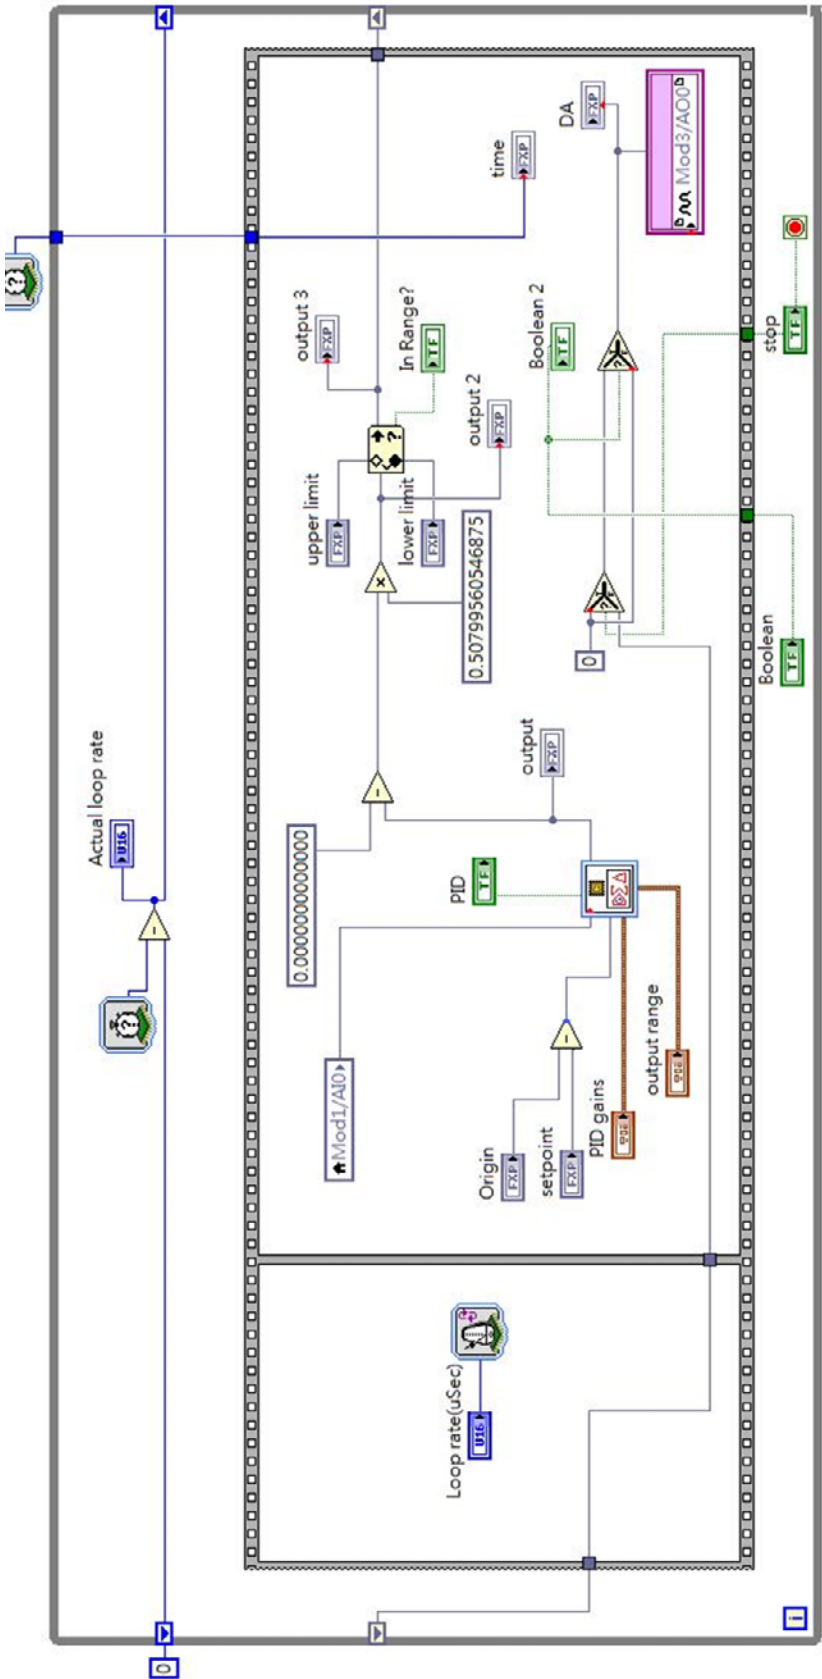 0
Actual loop rate
U16
Loop rate(uSec)
U16
Mod1/AI0
Origin
FXP
setpoint
FXP
PID gains
output range
PID
TF
0.0000000000000
output
FXP
upper limit
FXP
lower limit
FXP
0.50799560546875
output 3
FXP
In Range?
TF
output 2
FXP
time
FXP
0
Boolean 2
TF
DA
FXP
Mod3/AO0
Boolean
TF
stop
TF
i